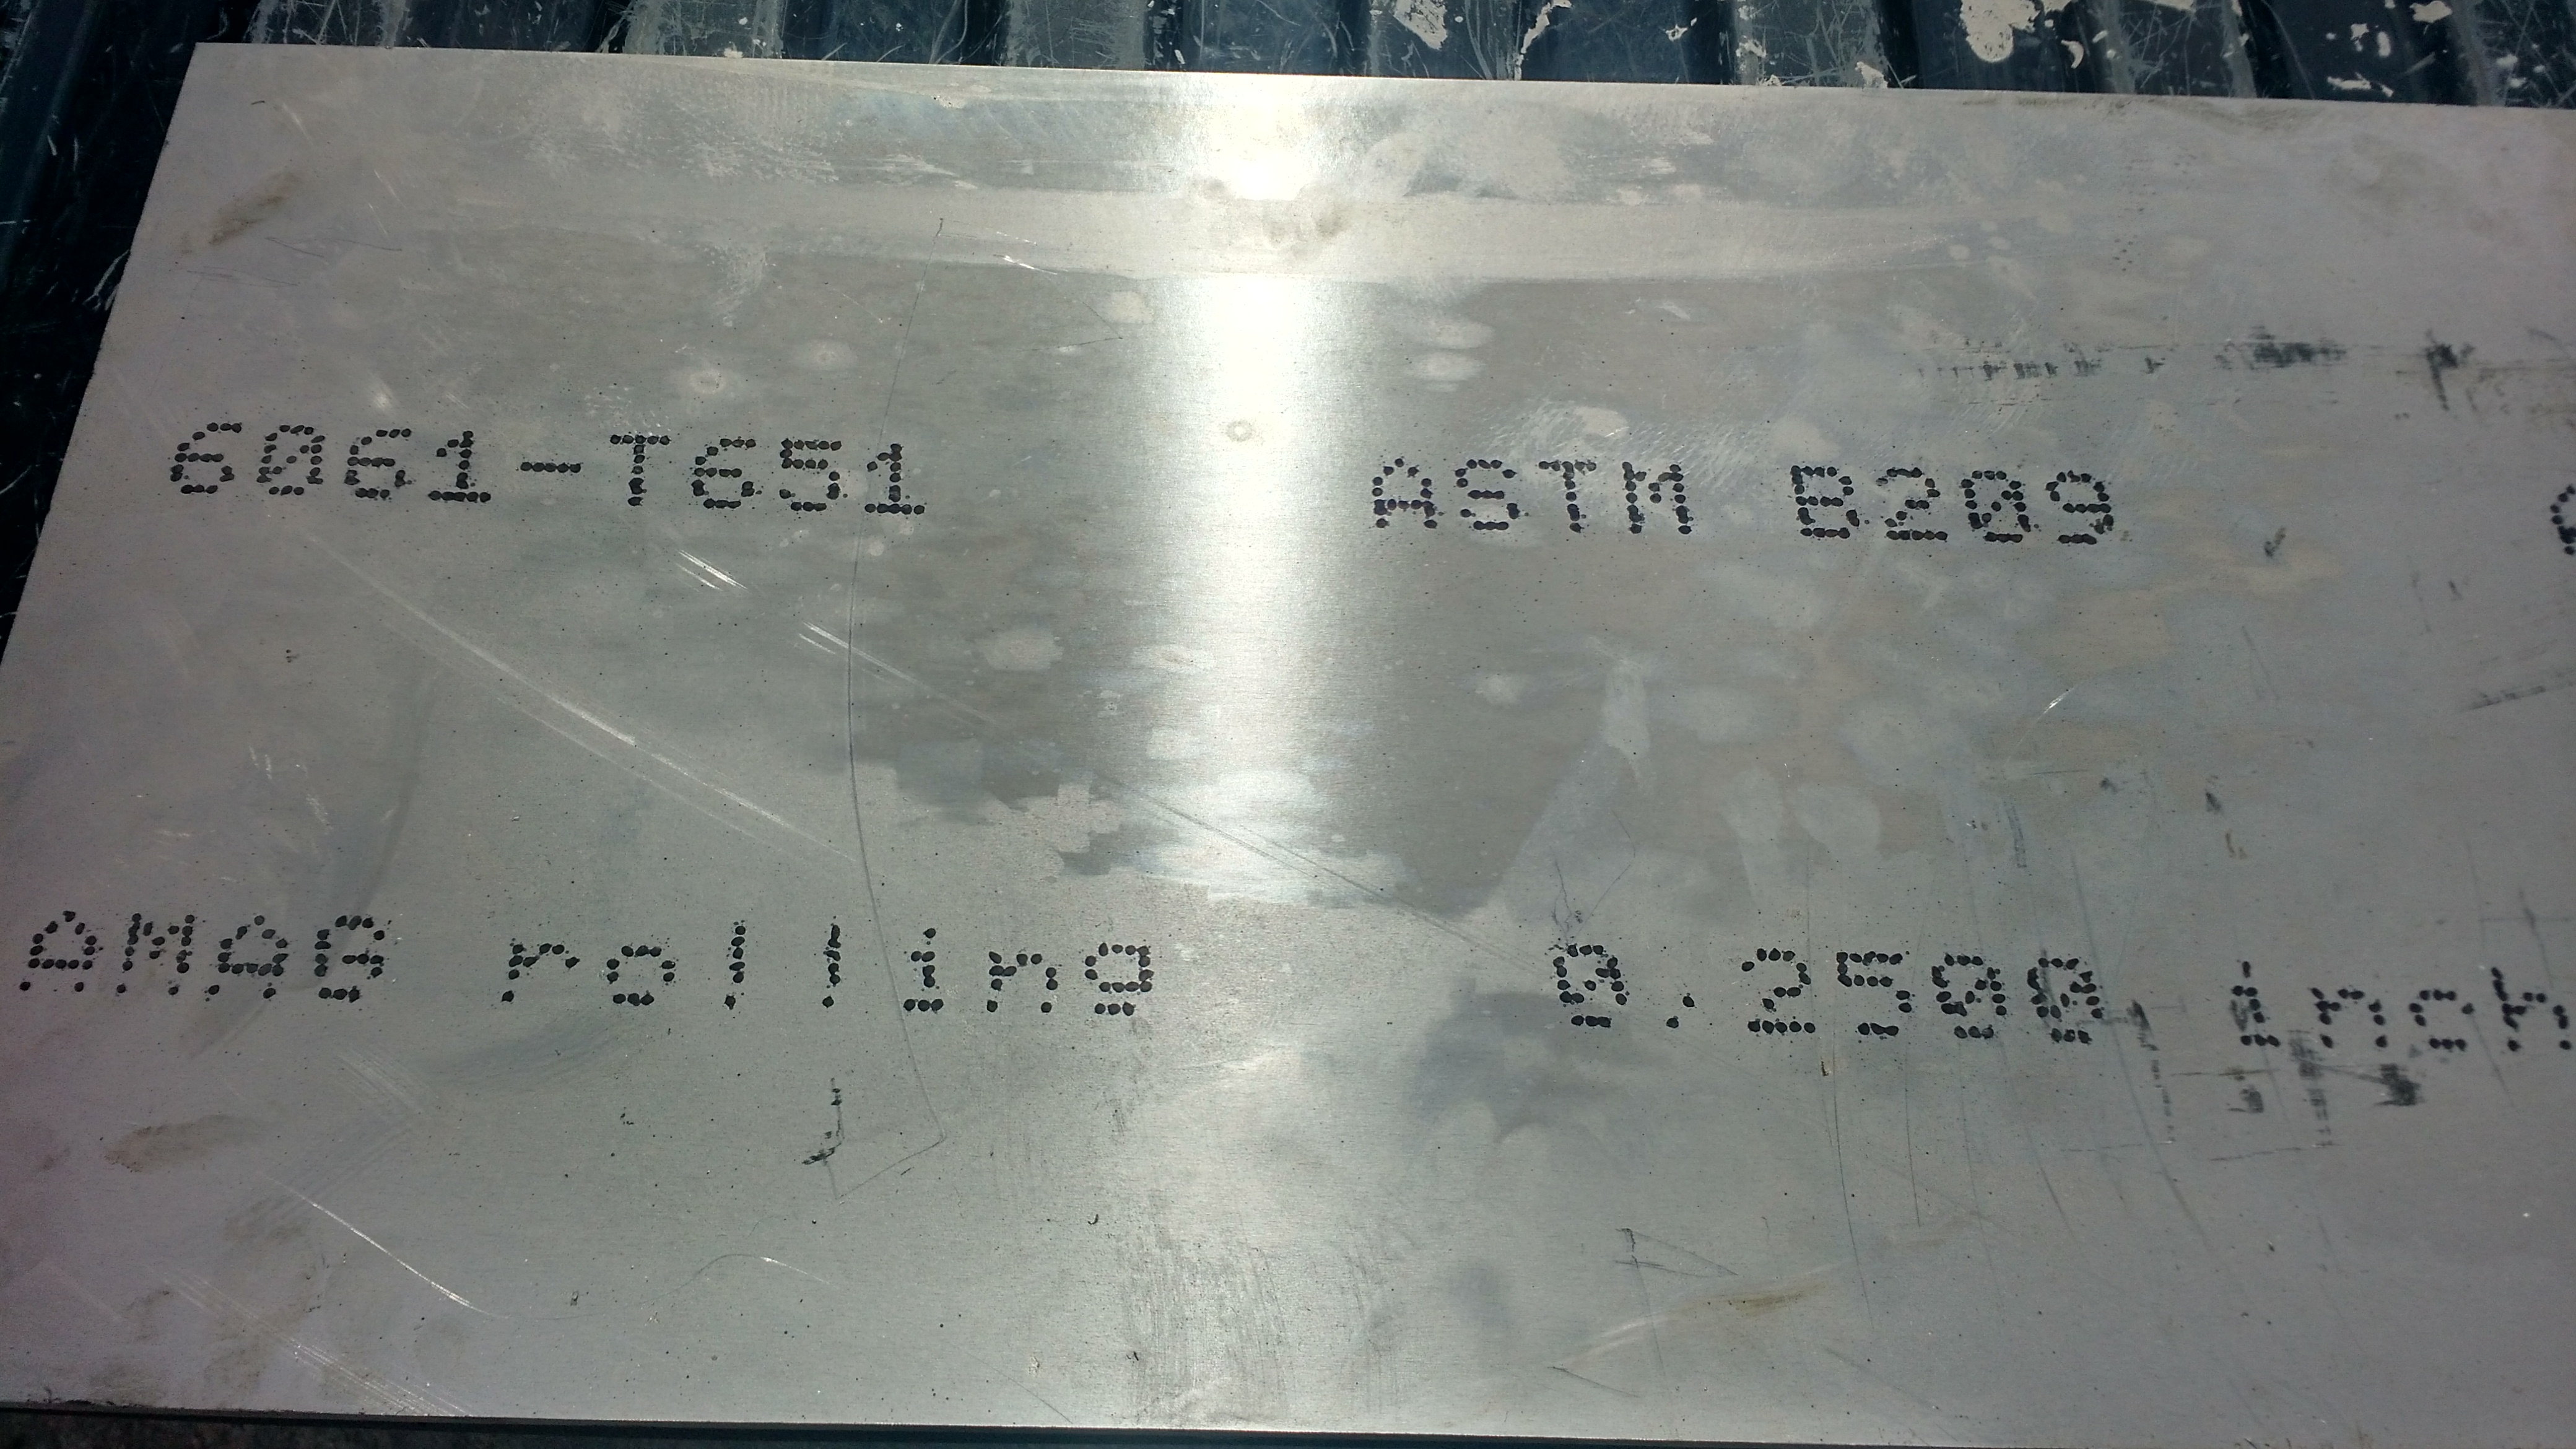 6061-T651 ASTM B209
AMAG rolling 0.2500 inch